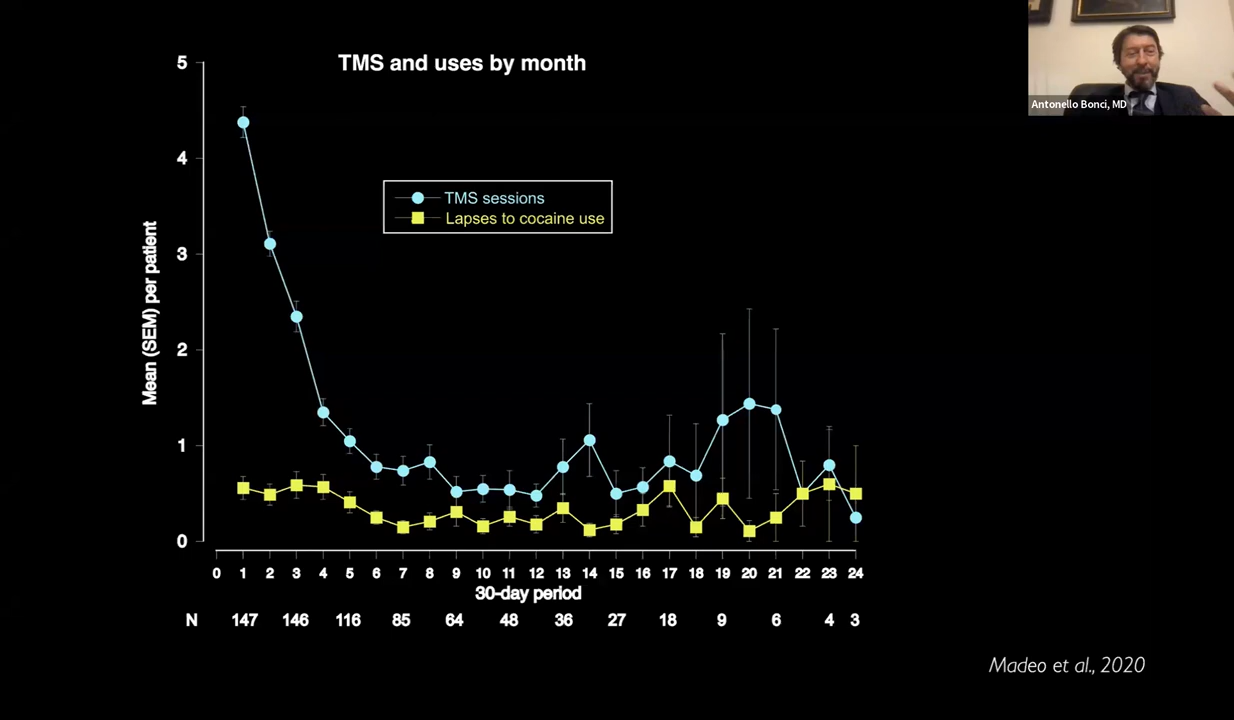 TMS and uses by month
Antonello Bonci, MD
5
4
3
2
1
0
Mean (SEM) per patient
TMS sessions
Lapses to cocaine use
0 1 2 3 4 5 6 7 8 9 10 11 12 13 14 15 16 17 18 19 20 21 22 23 24
30-day period
N 147 146 116 85 64 48 36 27 18 9 6 4 3
Madeo et al., 2020